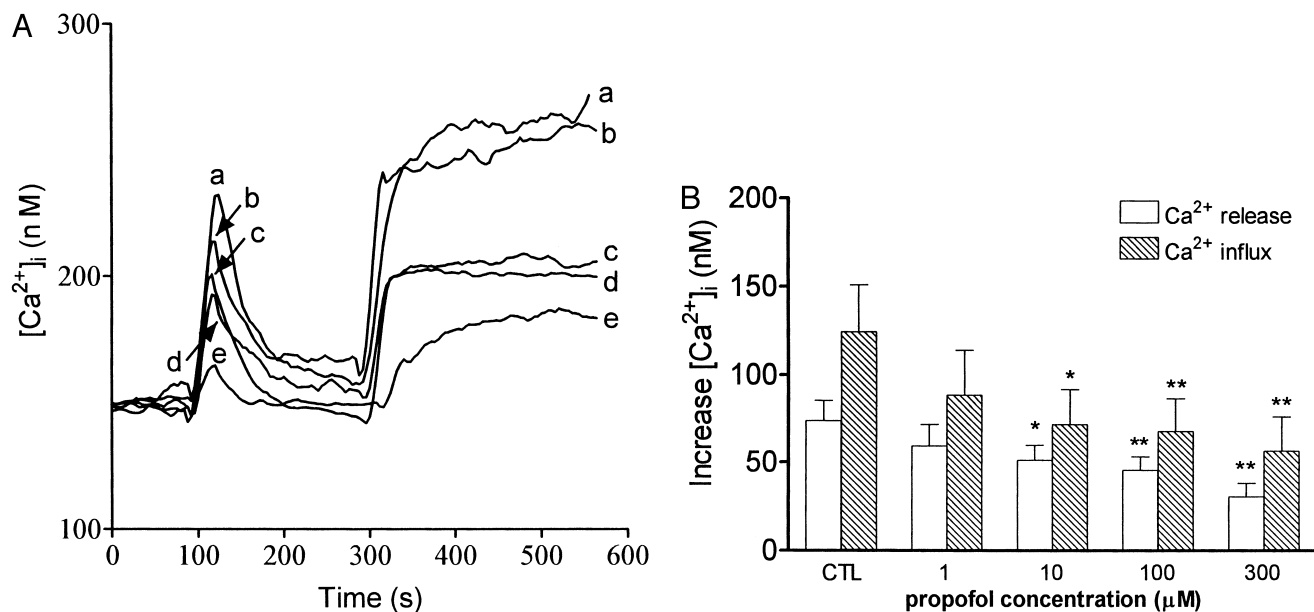 A
300
200
100
[Ca2+]i (n M)
0 100 200 300 400 500 600
Time (s)
a
b
c
d
e
a
b
c
d
e
B
200
150
100
50
0
Increase [Ca2+]i (nM)
Ca2+ release
Ca2+ influx
* * ** ** ** **
CTL 1 10 100 300
propofol concentration (μM)